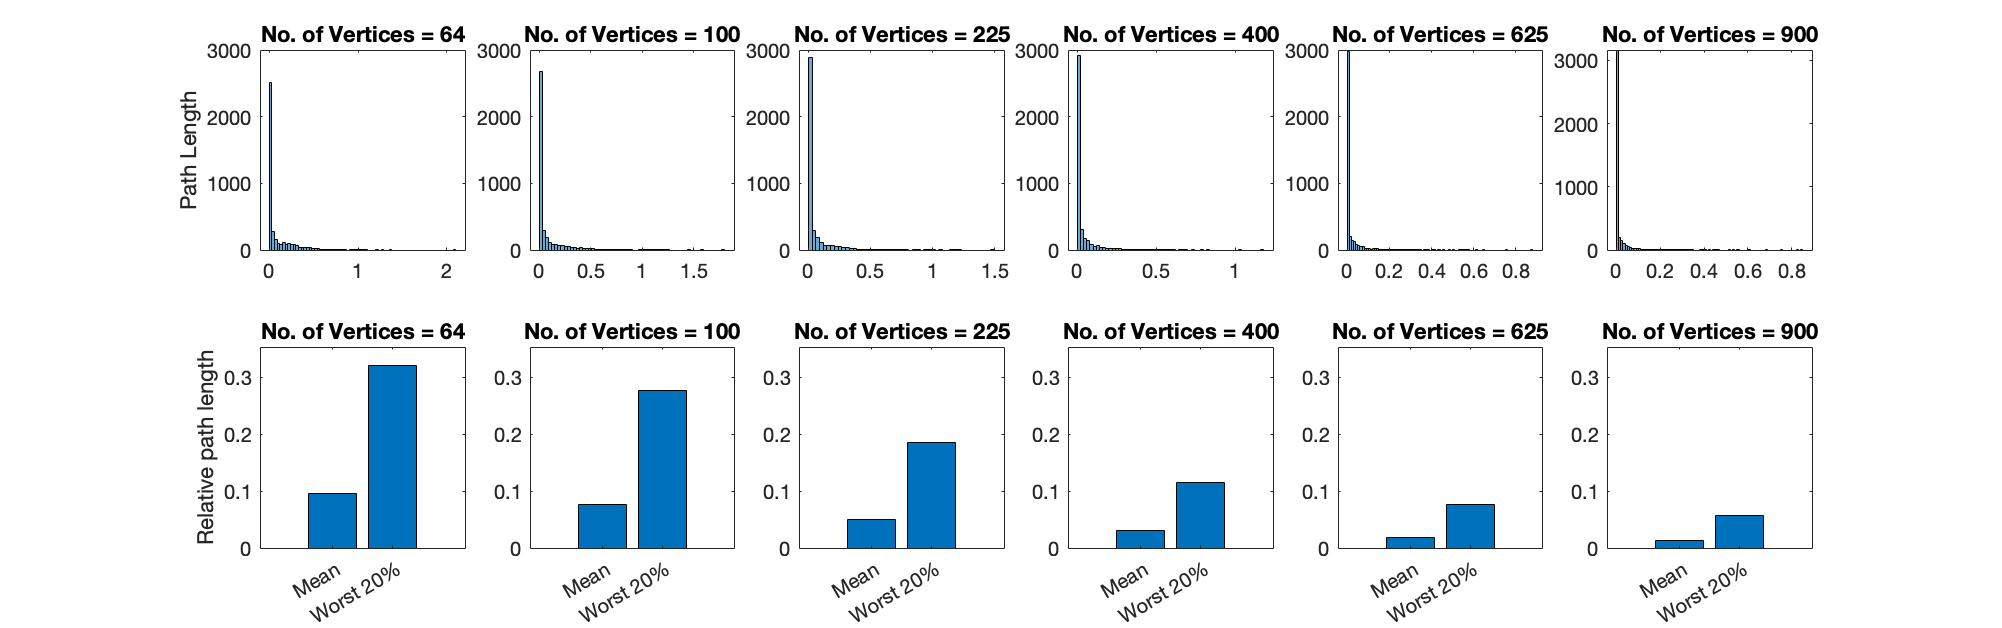 No. of Vertices = 64
No. of Vertices = 100
No. of Vertices = 225
No. of Vertices = 400
No. of Vertices = 625
No. of Vertices = 900
Path Length
3000
2000
1000
0
0 1 2
3000
2000
1000
0
0 0.5 1 1.5
3000
2000
1000
0
0 0.5 1 1.5
3000
2000
1000
0
0 0.5 1
3000
2000
1000
0
0 0.2 0.4 0.6 0.8
3000
2000
1000
0
0 0.2 0.4 0.6 0.8
No. of Vertices = 64
No. of Vertices = 100
No. of Vertices = 225
No. of Vertices = 400
No. of Vertices = 625
No. of Vertices = 900
Relative path length
0.3
0.2
0.1
0
Mean
Worst 20%
0.3
0.2
0.1
0
Mean
Worst 20%
0.3
0.2
0.1
0
Mean
Worst 20%
0.3
0.2
0.1
0
Mean
Worst 20%
0.3
0.2
0.1
0
Mean
Worst 20%
0.3
0.2
0.1
0
Mean
Worst 20%